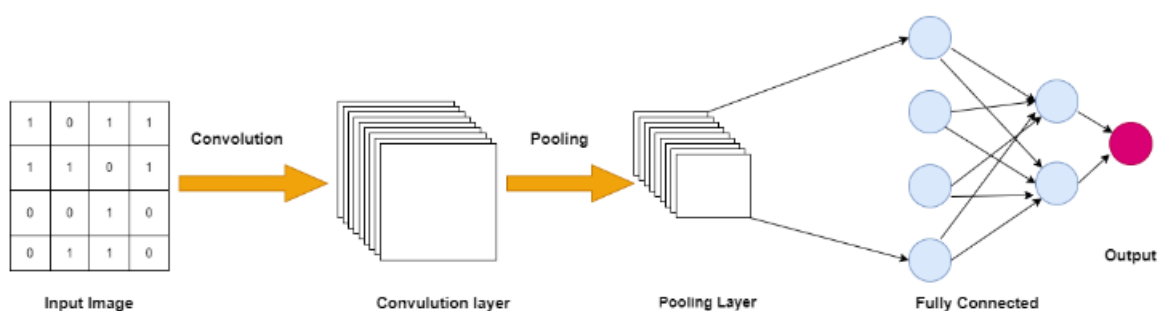 1 0 1 1
1 1 0 1
0 0 1 0
0 1 1 0
Convolution
Pooling
Input Image
Convulution layer
Pooling Layer
Fully Connected
Output